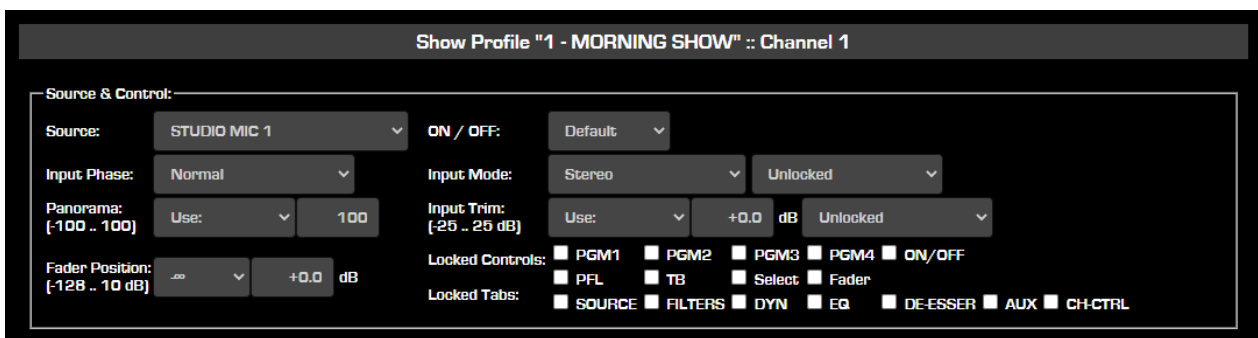 Show Profile "1 - MORNING SHOW" :: Channel 1
Source & Control:
Source: STUDIO MIC 1 ON / OFF: Default
Input Phase: Normal Input Mode: Stereo Unlocked
Panorama: (-100 .. 100) Use: 100 Input Trim: (-25 .. 25 dB) Use: +0.0 dB Unlocked
Fader Position: (-128 .. 10 dB) -∞ +0.0 dB
Locked Controls: PGM1 PGM2 PGM3 PGM4 ON/OFF
PFL TB Select Fader
Locked Tabs: SOURCE FILTERS DYN EQ DE-ESSER AUX CH-CTRL